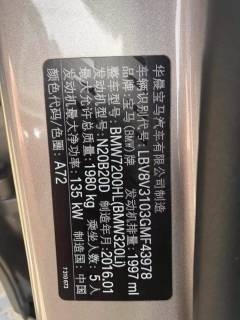 华晨宝马汽车有限公司制造
车辆识别代号:LBV8V3103GMF43978
品牌:宝马(BMW)牌 发动机排量:1997 ml
整车型号:BMW7200HL(BMW320Li)
发动机型号:N20B20D 制造年月:2016.01
最大允许总质量:1980 kg 乘坐人数:5人
发动机最大净功率:135 kW 制造国:中国
颜色代码/色番:A72